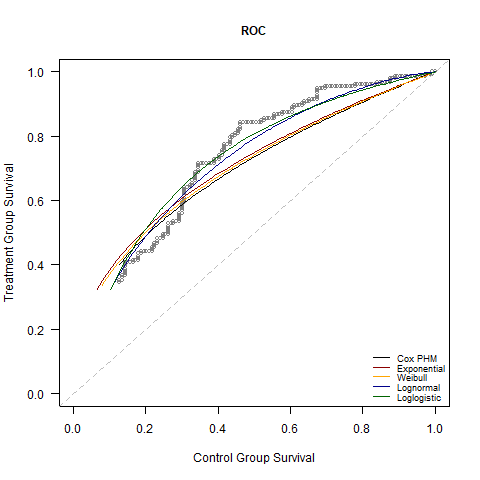 ROC
1.0
0.8
0.6
0.4
0.2
0.0
Treatment Group Survival
0.0 0.2 0.4 0.6 0.8 1.0
Control Group Survival
Cox PHM
Exponential
Weibull
Lognormal
Loglogistic